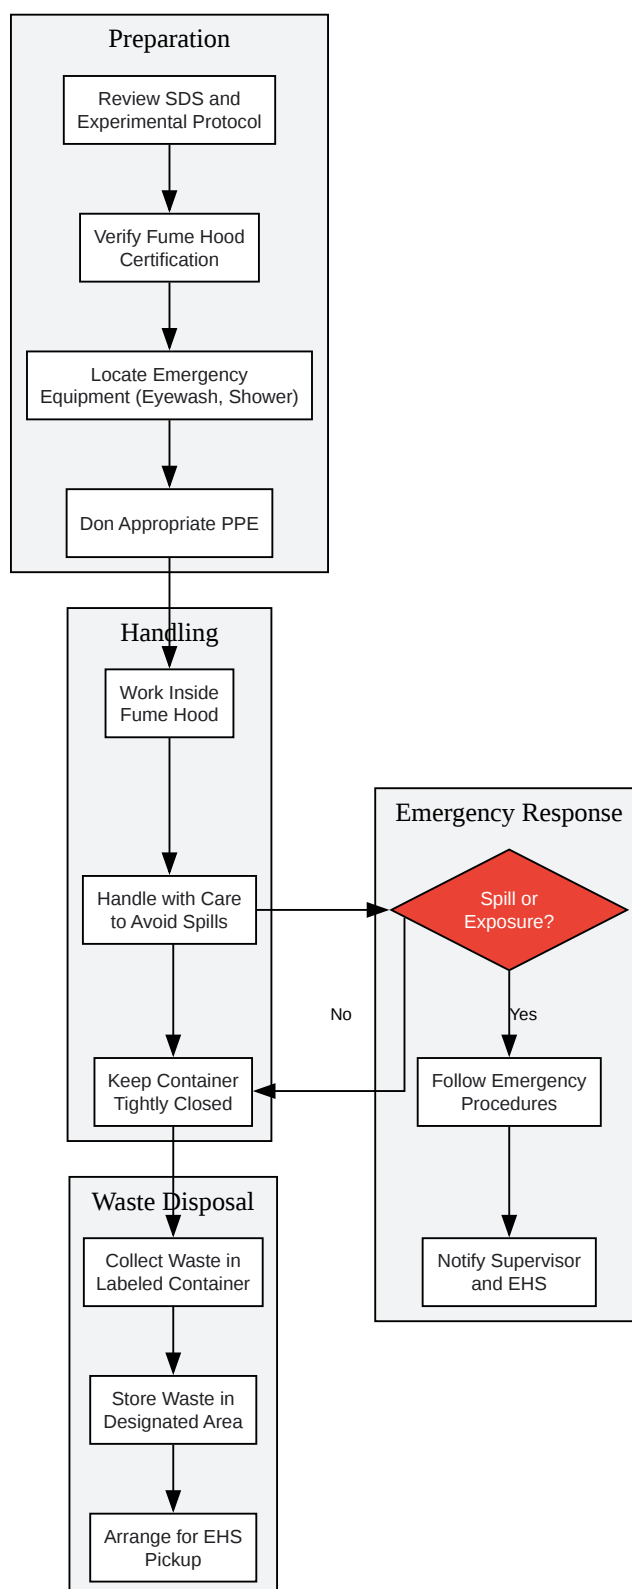 Preparation
Review SDS and
Experimental Protocol
Verify Fume Hood
Certification
Locate Emergency
Equipment (Eyewash, Shower)
Don Appropriate PPE
Handling
Work Inside
Fume Hood
Handle with Care
to Avoid Spills
Keep Container
Tightly Closed
Emergency Response
Spill or
Exposure?
No
Yes
Follow Emergency
Procedures
Notify Supervisor
and EHS
Waste Disposal
Collect Waste in
Labeled Container
Store Waste in
Designated Area
Arrange for EHS
Pickup